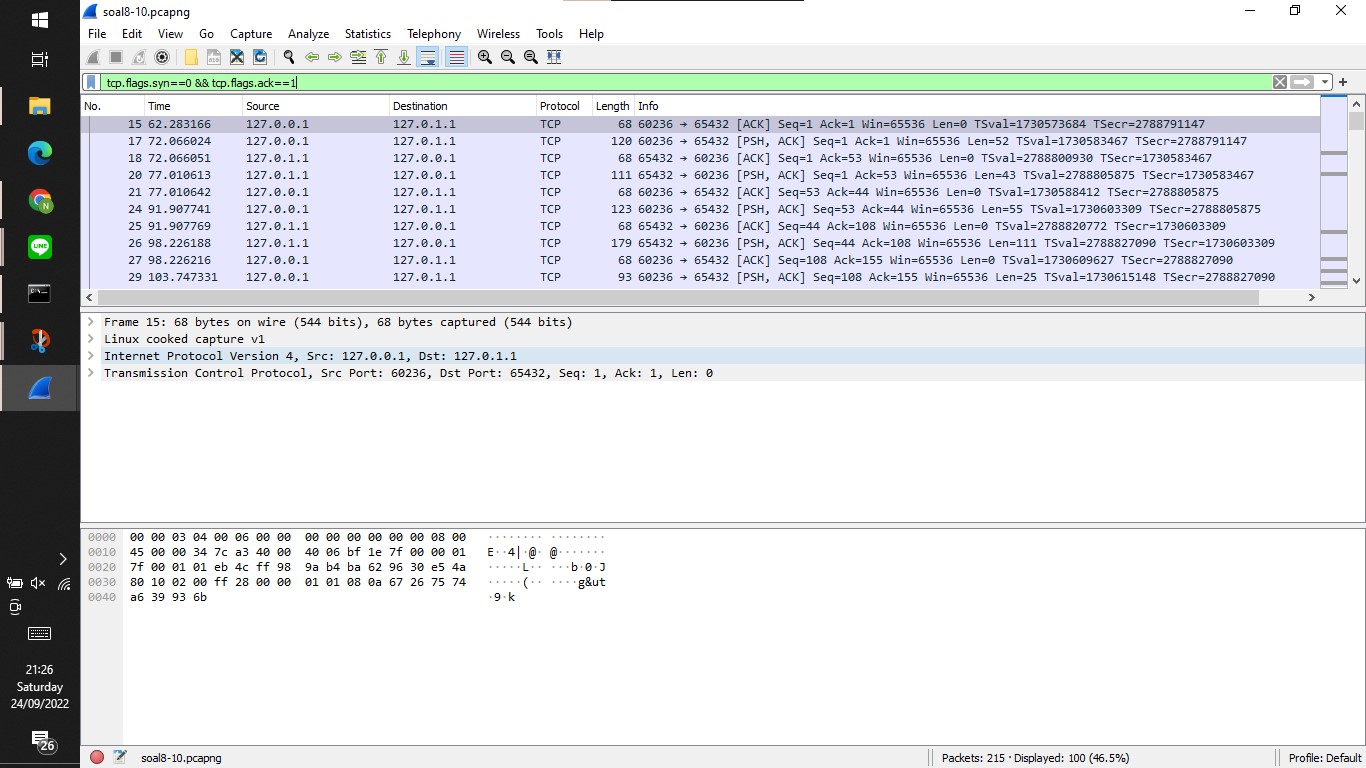 soal8-10.pcapng
File Edit View Go Capture Analyze Statistics Telephony Wireless Tools Help
tcp.flags.syn==0 && tcp.flags.ack==1
No. Time Source Destination Protocol Length Info
15 62.283166 127.0.0.1 127.0.1.1 TCP 68 60236 → 65432 [ACK] Seq=1 Ack=1 Win=65536 Len=0 TSval=1730573684 TSecr=2788791147
17 72.066024 127.0.0.1 127.0.1.1 TCP 120 60236 → 65432 [PSH, ACK] Seq=1 Ack=1 Win=65536 Len=52 TSval=1730583467 TSecr=2788791147
18 72.066051 127.0.1.1 127.0.0.1 TCP 68 65432 → 60236 [ACK] Seq=1 Ack=53 Win=65536 Len=0 TSval=2788800930 TSecr=1730583467
20 77.010613 127.0.1.1 127.0.0.1 TCP 111 65432 → 60236 [PSH, ACK] Seq=1 Ack=53 Win=65536 Len=43 TSval=2788805875 TSecr=1730583467
21 77.010642 127.0.0.1 127.0.1.1 TCP 68 60236 → 65432 [ACK] Seq=53 Ack=44 Win=65536 Len=0 TSval=1730588412 TSecr=2788805875
24 91.907741 127.0.0.1 127.0.1.1 TCP 123 60236 → 65432 [PSH, ACK] Seq=53 Ack=44 Win=65536 Len=55 TSval=1730603309 TSecr=2788805875
25 91.907769 127.0.1.1 127.0.0.1 TCP 68 65432 → 60236 [ACK] Seq=44 Ack=108 Win=65536 Len=0 TSval=2788820772 TSecr=1730603309
26 98.226188 127.0.1.1 127.0.0.1 TCP 179 65432 → 60236 [PSH, ACK] Seq=44 Ack=108 Win=65536 Len=111 TSval=2788827090 TSecr=1730603309
27 98.226216 127.0.0.1 127.0.1.1 TCP 68 60236 → 65432 [ACK] Seq=108 Ack=155 Win=65536 Len=0 TSval=1730609627 TSecr=2788827090
29 103.747331 127.0.0.1 127.0.1.1 TCP 93 60236 → 65432 [PSH, ACK] Seq=108 Ack=155 Win=65536 Len=25 TSval=1730615148 TSecr=2788827090
Frame 15: 68 bytes on wire (544 bits), 68 bytes captured (544 bits)
Linux cooked capture v1
Internet Protocol Version 4, Src: 127.0.0.1, Dst: 127.0.1.1
Transmission Control Protocol, Src Port: 60236, Dst Port: 65432, Seq: 1, Ack: 1, Len: 0
0000 00 00 03 04 00 06 00 00 00 00 00 00 00 00 08 00 ········ ········
0010 45 00 00 34 7c a3 40 00 40 06 bf 1e 7f 00 00 01 E··4|·@· @·······
0020 7f 00 01 01 eb 4c ff 98 9a b4 ba 62 96 30 e5 4a ·····L·· ···b·0·J
0030 80 10 02 00 ff 28 00 00 01 01 08 0a 67 26 75 74 ·····(·· ····g&ut
0040 a6 39 93 6b ·9·k
LINE
N
21:26
Saturday
24/09/2022
26
soal8-10.pcapng
Packets: 215 · Displayed: 100 (46.5%)
Profile: Default